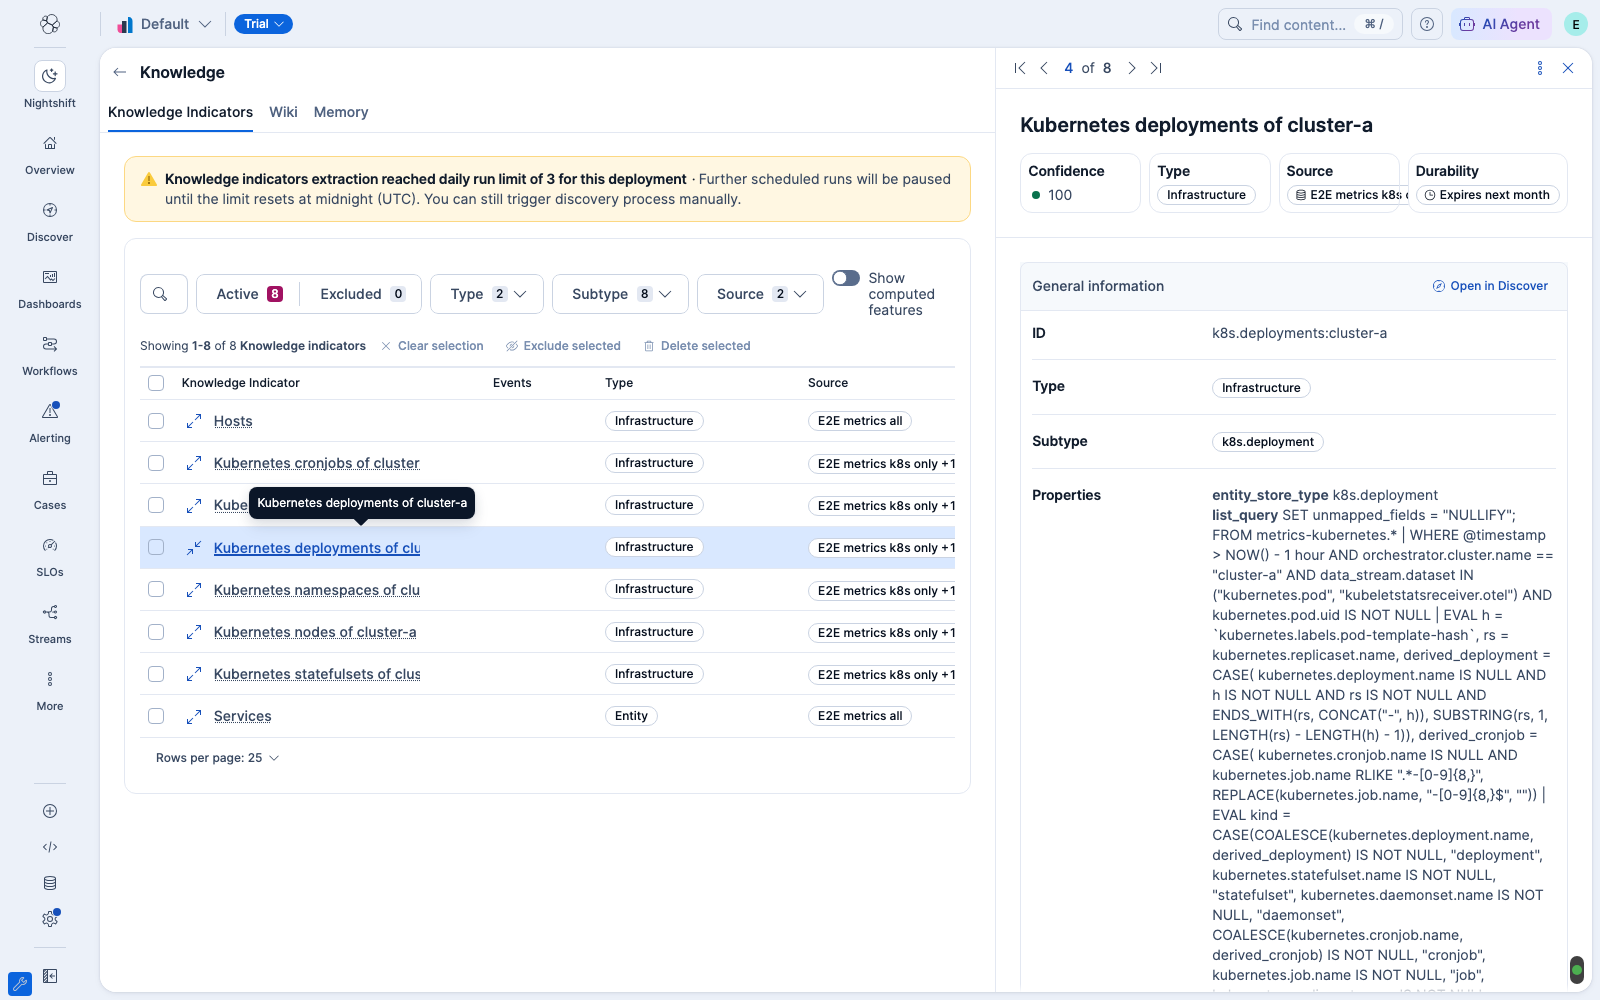 Default
Trial
Find content...
⌘ /
AI Agent
E
Nightshift
Overview
Discover
Dashboards
Workflows
Alerting
Cases
SLOs
Streams
More
Knowledge
Knowledge Indicators
Wiki
Memory
Knowledge indicators extraction reached daily run limit of 3 for this deployment · Further scheduled runs will be paused
until the limit resets at midnight (UTC). You can still trigger discovery process manually.
Active 8
Excluded 0
Type 2
Subtype 8
Source 2
Show
computed
features
Showing 1-8 of 8 Knowledge indicators
Clear selection
Exclude selected
Delete selected
Knowledge Indicator
Events
Type
Source
Hosts
Infrastructure
E2E metrics all
Kubernetes cronjobs of cluster
Infrastructure
E2E metrics k8s only +1
Kube
Kubernetes deployments of cluster-a
Infrastructure
E2E metrics k8s only +1
Kubernetes deployments of clu
Infrastructure
E2E metrics k8s only +1
Kubernetes namespaces of clu
Infrastructure
E2E metrics k8s only +1
Kubernetes nodes of cluster-a
Infrastructure
E2E metrics k8s only +1
Kubernetes statefulsets of clus
Infrastructure
E2E metrics k8s only +1
Services
Entity
E2E metrics all
Rows per page: 25
4 of 8
Kubernetes deployments of cluster-a
Confidence
100
Type
Infrastructure
Source
E2E metrics k8s
Durability
Expires next month
General information
Open in Discover
ID
k8s.deployments:cluster-a
Type
Infrastructure
Subtype
k8s.deployment
Properties
entity_store_type k8s.deployment
list_query SET unmapped_fields = "NULLIFY";
FROM metrics-kubernetes.* | WHERE @timestamp
> NOW() - 1 hour AND orchestrator.cluster.name ==
"cluster-a" AND data_stream.dataset IN
("kubernetes.pod", "kubeletstatsreceiver.otel") AND
kubernetes.pod.uid IS NOT NULL | EVAL h =
`kubernetes.labels.pod-template-hash`, rs =
kubernetes.replicaset.name, derived_deployment =
CASE( kubernetes.deployment.name IS NULL AND
h IS NOT NULL AND rs IS NOT NULL AND
ENDS_WITH(rs, CONCAT("-", h)), SUBSTRING(rs, 1,
LENGTH(rs) - LENGTH(h) - 1)), derived_cronjob =
CASE( kubernetes.cronjob.name IS NULL AND
kubernetes.job.name RLIKE ".*-[0-9]{8,}",
REPLACE(kubernetes.job.name, "-[0-9]{8,}$", "")) |
EVAL kind =
CASE(COALESCE(kubernetes.deployment.name,
derived_deployment) IS NOT NULL, "deployment",
kubernetes.statefulset.name IS NOT NULL,
"statefulset", kubernetes.daemonset.name IS NOT
NULL, "daemonset",
COALESCE(kubernetes.cronjob.name,
derived_cronjob) IS NOT NULL, "cronjob",
kubernetes.job.name IS NOT NULL, "job",